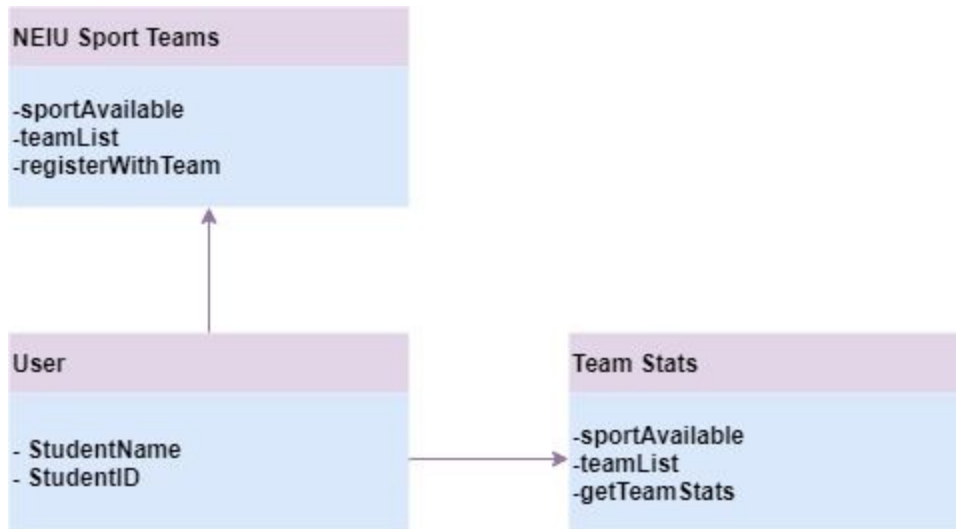 NEIU Sport Teams
-sportAvailable
-teamList
-registerWithTeam
User
- StudentName
- StudentID
Team Stats
-sportAvailable
-teamList
-getTeamStats